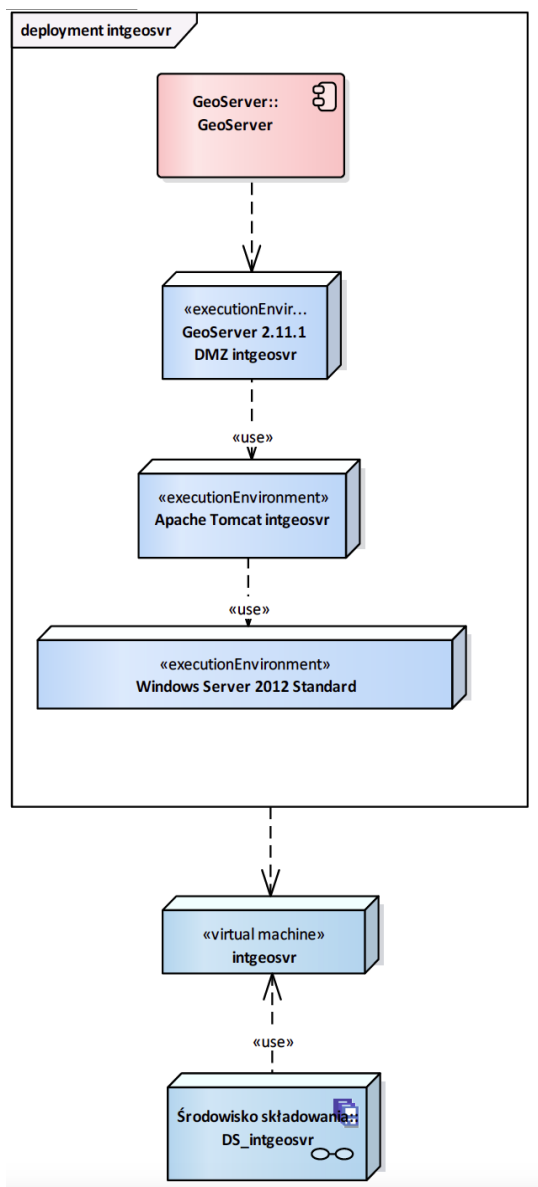 deployment intgeosvr
GeoServer::
GeoServer
«executionEnvir...
GeoServer 2.11.1
DMZ intgeosvr
«use»
«executionEnvironment»
Apache Tomcat intgeosvr
«use»
«executionEnvironment»
Windows Server 2012 Standard
«virtual machine»
intgeosvr
«use»
Środowisko składowania::
DS_intgeosvr